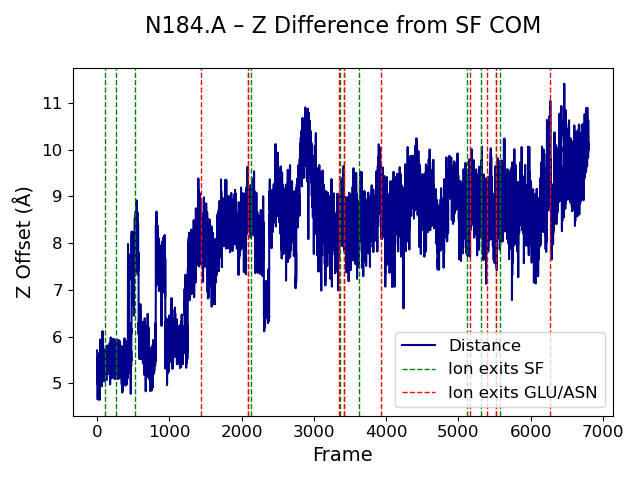 N184.A – Z Difference from SF COM
Z Offset (Å)
11
10
9
8
7
6
5
Distance
Ion exits SF
Ion exits GLU/ASN
0 1000 2000 3000 4000 5000 6000 7000
Frame